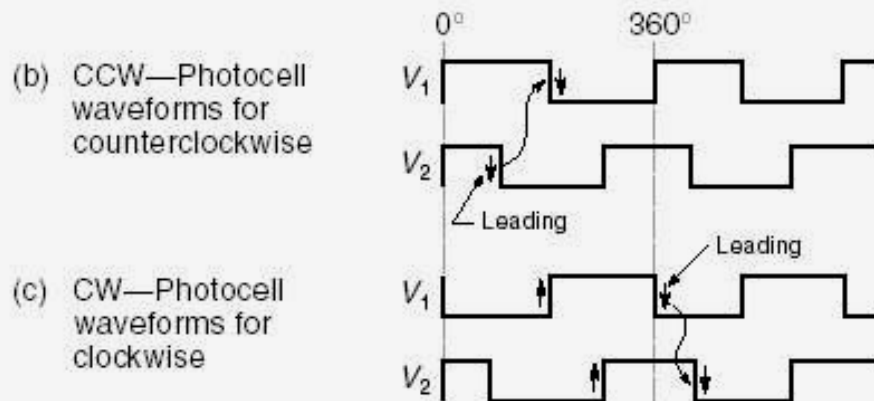 0° 360°
(b) CCW—Photocell
waveforms for
counterclockwise
V1
V2
Leading
(c) CW—Photocell
waveforms for
clockwise
Leading
V1
V2